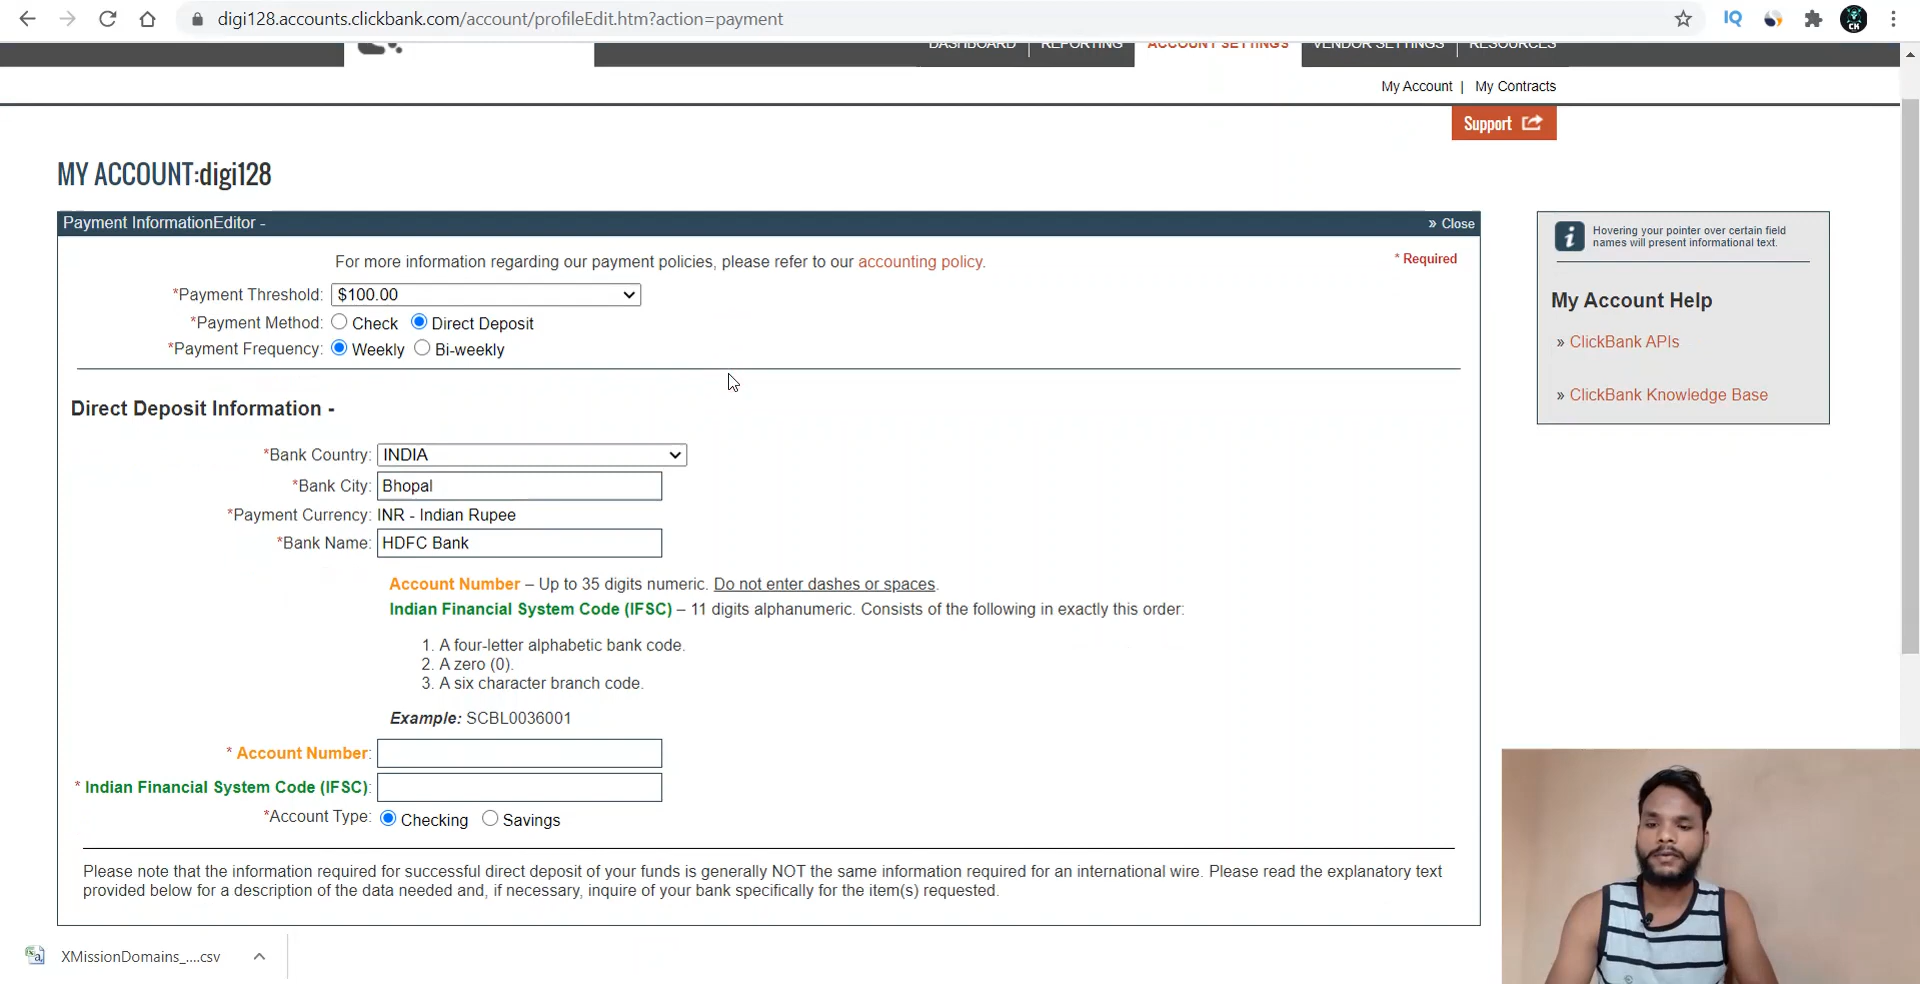 digi128.accounts.clickbank.com/account/profileEdit.htm?action=payment
IQ
CH
DASHBOARD | REPORTING ACCOUNT SETTINGS VENDOR SETTINGS | RESOURCES
My Account | My Contracts
Support
MY ACCOUNT:digi128
Payment InformationEditor -
» Close
For more information regarding our payment policies, please refer to our accounting policy.
* Required
*Payment Threshold: $100.00
*Payment Method: Check Direct Deposit
*Payment Frequency: Weekly Bi-weekly
Direct Deposit Information -
*Bank Country: INDIA
*Bank City: Bhopal
*Payment Currency: INR - Indian Rupee
*Bank Name: HDFC Bank
Account Number – Up to 35 digits numeric. Do not enter dashes or spaces.
Indian Financial System Code (IFSC) – 11 digits alphanumeric. Consists of the following in exactly this order:
1. A four-letter alphabetic bank code.
2. A zero (0).
3. A six character branch code.
Example: SCBL0036001
* Account Number:
* Indian Financial System Code (IFSC):
*Account Type: Checking Savings
Please note that the information required for successful direct deposit of your funds is generally NOT the same information required for an international wire. Please read the explanatory text
provided below for a description of the data needed and, if necessary, inquire of your bank specifically for the item(s) requested.
i
Hovering your pointer over certain field
names will present informational text.
My Account Help
» ClickBank APIs
» ClickBank Knowledge Base
XMissionDomains_....csv